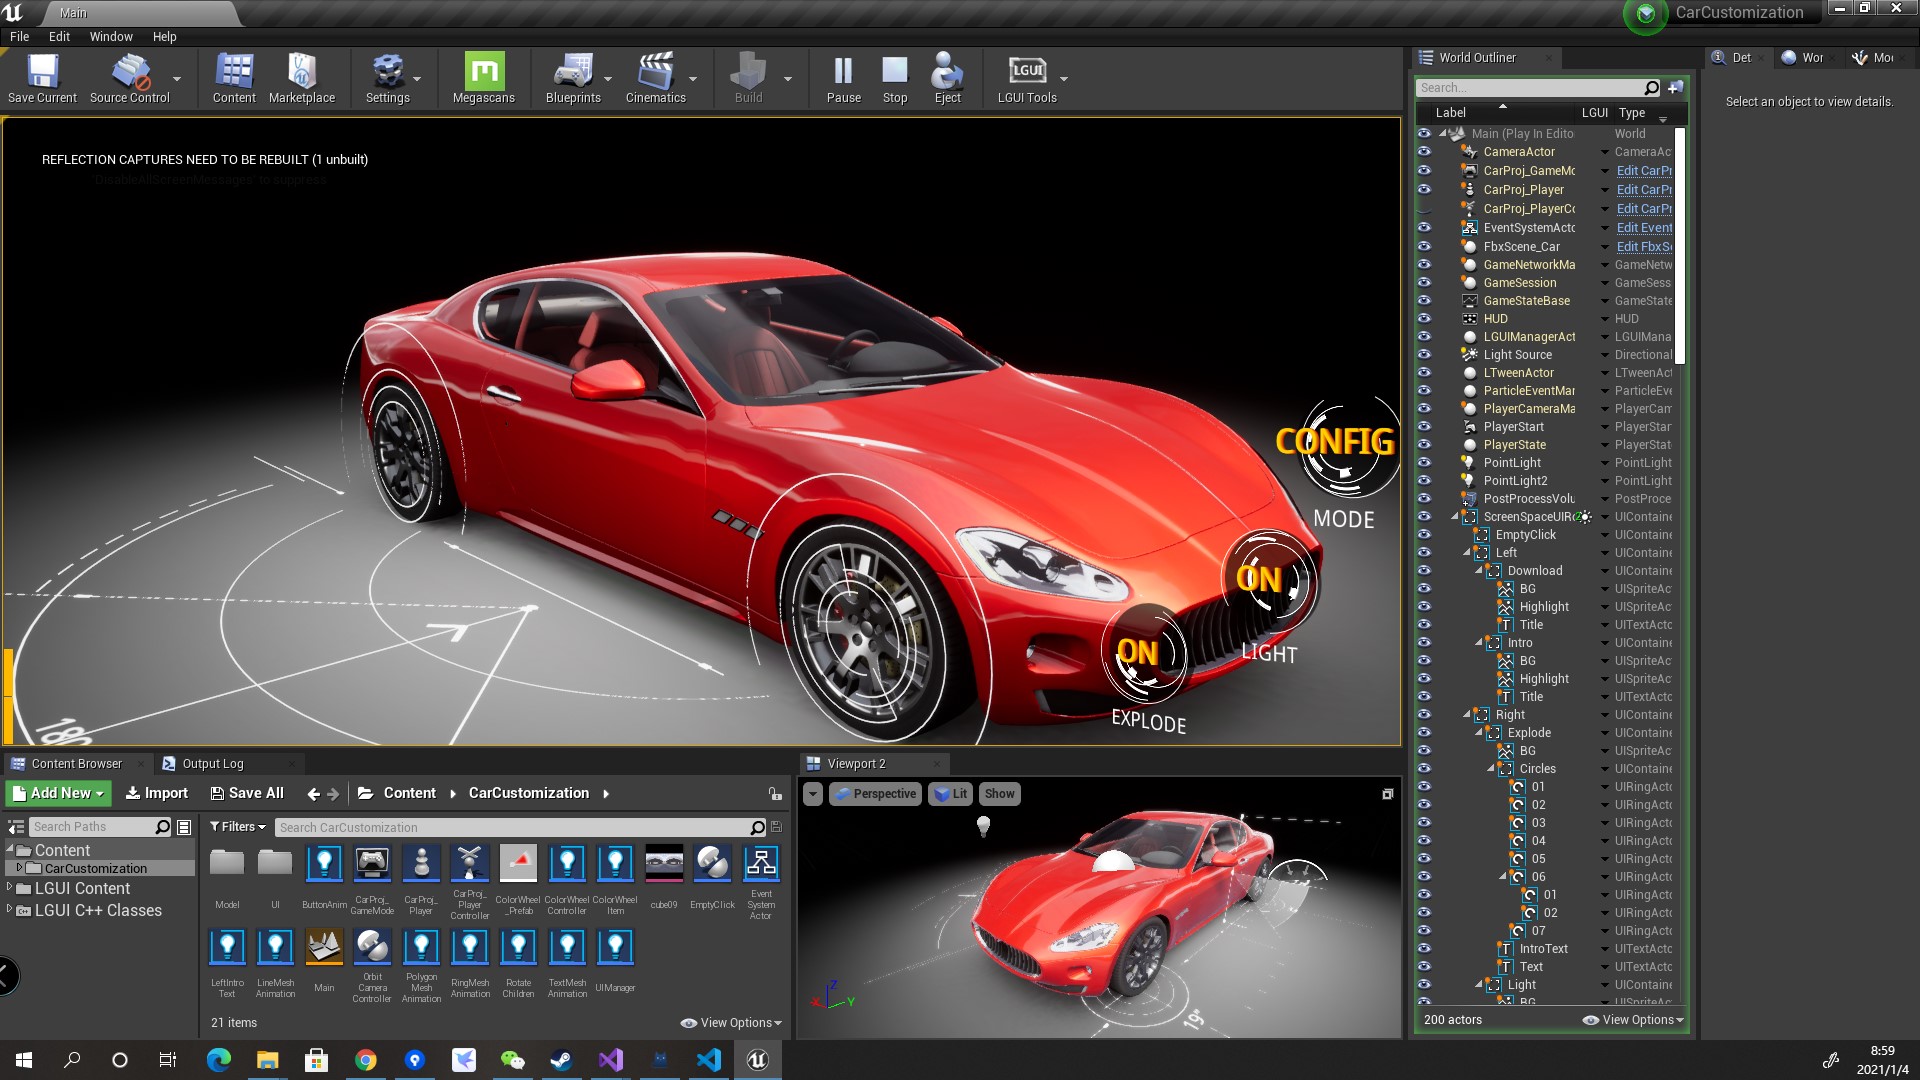 Main
CarCustomization
File Edit Window Help
Save Current
Source Control
Content
Marketplace
Settings
Megascans
Blueprints
Cinematics
Build
Pause
Stop
Eject
LGUI
LGUI Tools
REFLECTION CAPTURES NEED TO BE REBUILT (1 unbuilt)
'DisableAllScreenMessages' to suppress
CONFIG
MODE
ON
LIGHT
ON
EXPLODE
180
World Outliner
Search...
Label LGUI Type
Main (Play In Edito World
CameraActor CameraAc
CarProj_GameMo Edit CarPr
CarProj_Player Edit CarPr
CarProj_PlayerCo Edit CarPr
EventSystemActo Edit Event
FbxScene_Car Edit FbxSc
GameNetworkMa GameNetw
GameSession GameSess
GameStateBase GameState
HUD HUD
LGUIManagerAct LGUIMana
Light Source Directional
LTweenActor LTweenAct
ParticleEventMan ParticleEve
PlayerCameraMa PlayerCam
PlayerStart PlayerStar
PlayerState PlayerStat
PointLight PointLight
PointLight2 PointLight
PostProcessVolu PostProce
ScreenSpaceUIRo UIContaine
EmptyClick UIContaine
Left UIContaine
Download UIContaine
BG UISpriteAc
Highlight UISpriteAc
Title UITextActo
Intro UIContaine
BG UISpriteAc
Highlight UISpriteAc
Title UITextActo
Right UIContaine
Explode UIContaine
BG UISpriteAc
Circles UIContaine
01 UIRingActo
02 UIRingActo
03 UIRingActo
04 UIRingActo
05 UIRingActo
06 UIRingActo
01 UIRingActo
02 UIRingActo
07 UIRingActo
IntroText UITextActo
Text UITextActo
Light UIContaine
BG UISpriteAc
200 actors
View Options
Det
Wor
Mo
Select an object to view details.
Content Browser
Output Log
Add New
Import
Save All
Content
CarCustomization
Search Paths
Content
CarCustomization
LGUI Content
LGUI C++ Classes
Filters
Search CarCustomization
Model
UI
ButtonAnim
CarProj_
GameMode
CarProj_
Player
CarProj_
Player
Controller
ColorWheel
_Prefab
ColorWheel
Controller
ColorWheel
Item
cube09
EmptyClick
Event
System
Actor
LeftIntro
Text
LineMesh
Animation
Main
Orbit
Camera
Controller
Polygon
Mesh
Animation
RingMesh
Animation
Rotate
Children
TextMesh
Animation
UIManager
21 items
View Options
Viewport 2
Perspective
Lit
Show
19°
Z
X
Y
8:59
2021/1/4